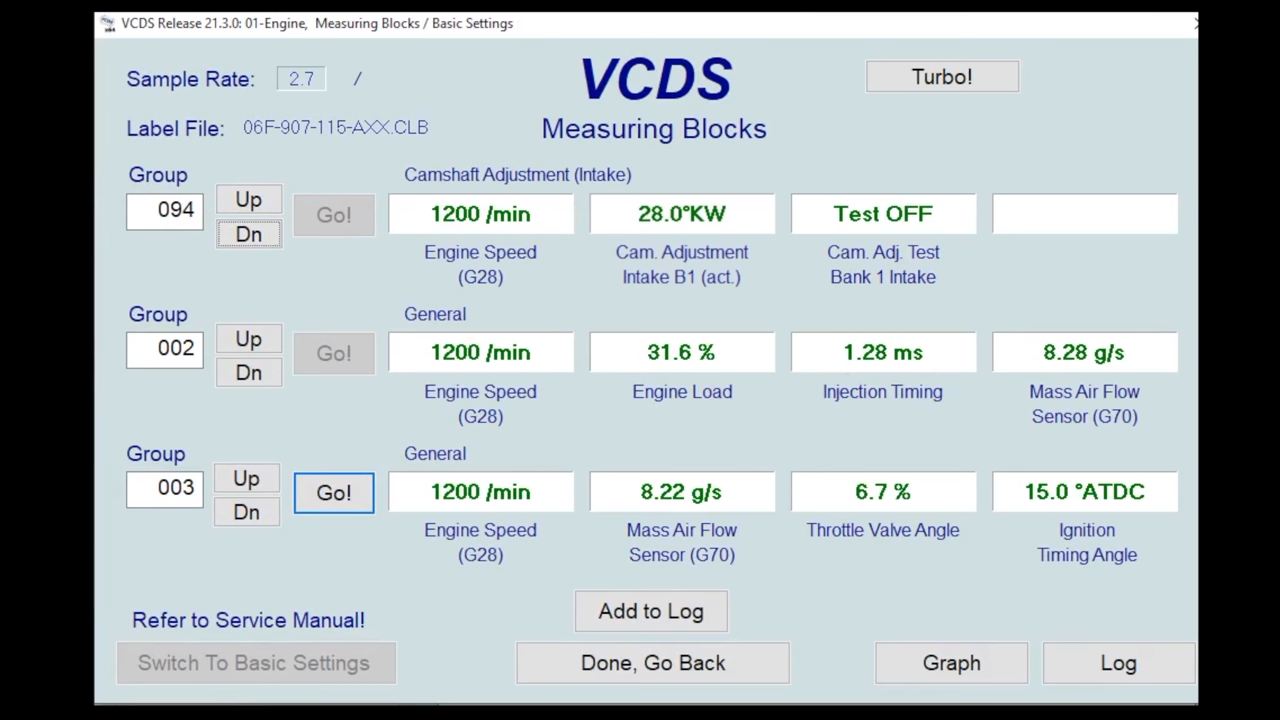 VCDS Release 21.3.0: 01-Engine, Measuring Blocks / Basic Settings
Sample Rate: 2.7 /
VCDS
Turbo!
Label File: 06F-907-115-AXX.CLB
Measuring Blocks
Group
Camshaft Adjustment (Intake)
094
Up
Dn
Go!
1200 /min
28.0°KW
Test OFF
Engine Speed
(G28)
Cam. Adjustment
Intake B1 (act.)
Cam. Adj. Test
Bank 1 Intake
Group
General
002
Up
Dn
Go!
1200 /min
31.6 %
1.28 ms
8.28 g/s
Engine Speed
(G28)
Engine Load
Injection Timing
Mass Air Flow
Sensor (G70)
Group
General
003
Up
Dn
Go!
1200 /min
8.22 g/s
6.7 %
15.0 °ATDC
Engine Speed
(G28)
Mass Air Flow
Sensor (G70)
Throttle Valve Angle
Ignition
Timing Angle
Refer to Service Manual!
Add to Log
Switch To Basic Settings
Done, Go Back
Graph
Log